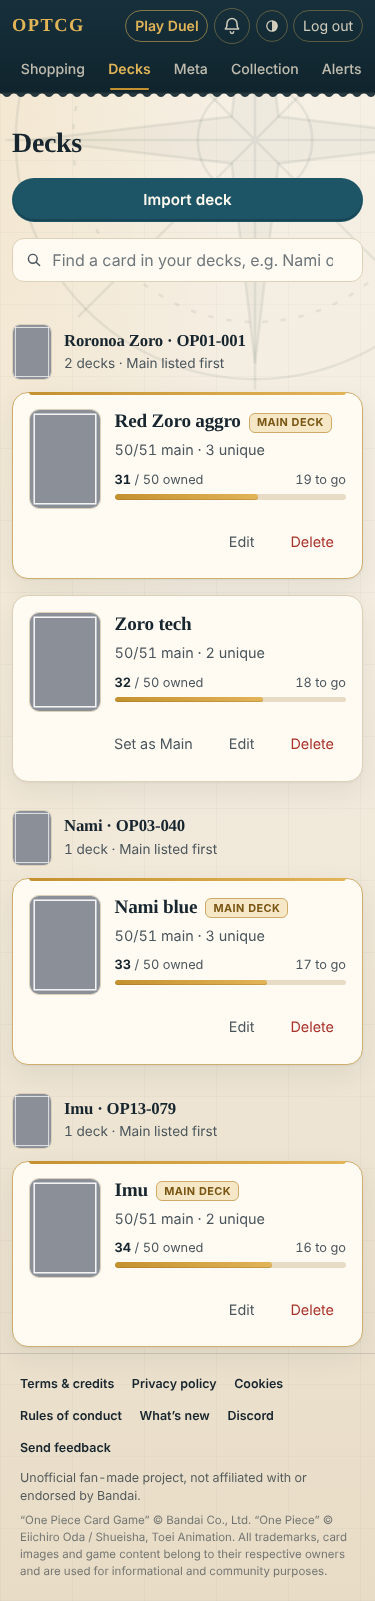 OPTCG
Play Duel
Log out
Shopping
Decks
Meta
Collection
Alerts
Decks
Import deck
Find a card in your decks, e.g. Nami o
Roronoa Zoro · OP01-001
2 decks · Main listed first
Red Zoro aggro
MAIN DECK
50/51 main · 3 unique
31 / 50 owned
19 to go
Edit
Delete
Zoro tech
50/51 main · 2 unique
32 / 50 owned
18 to go
Set as Main
Edit
Delete
Nami · OP03-040
1 deck · Main listed first
Nami blue
MAIN DECK
50/51 main · 3 unique
33 / 50 owned
17 to go
Edit
Delete
Imu · OP13-079
1 deck · Main listed first
Imu
MAIN DECK
50/51 main · 2 unique
34 / 50 owned
16 to go
Edit
Delete
Terms & credits
Privacy policy
Cookies
Rules of conduct
What’s new
Discord
Send feedback
Unofficial fan-made project, not affiliated with or
endorsed by Bandai.
“One Piece Card Game” © Bandai Co., Ltd. “One Piece” ©
Eiichiro Oda / Shueisha, Toei Animation. All trademarks, card
images and game content belong to their respective owners
and are used for informational and community purposes.